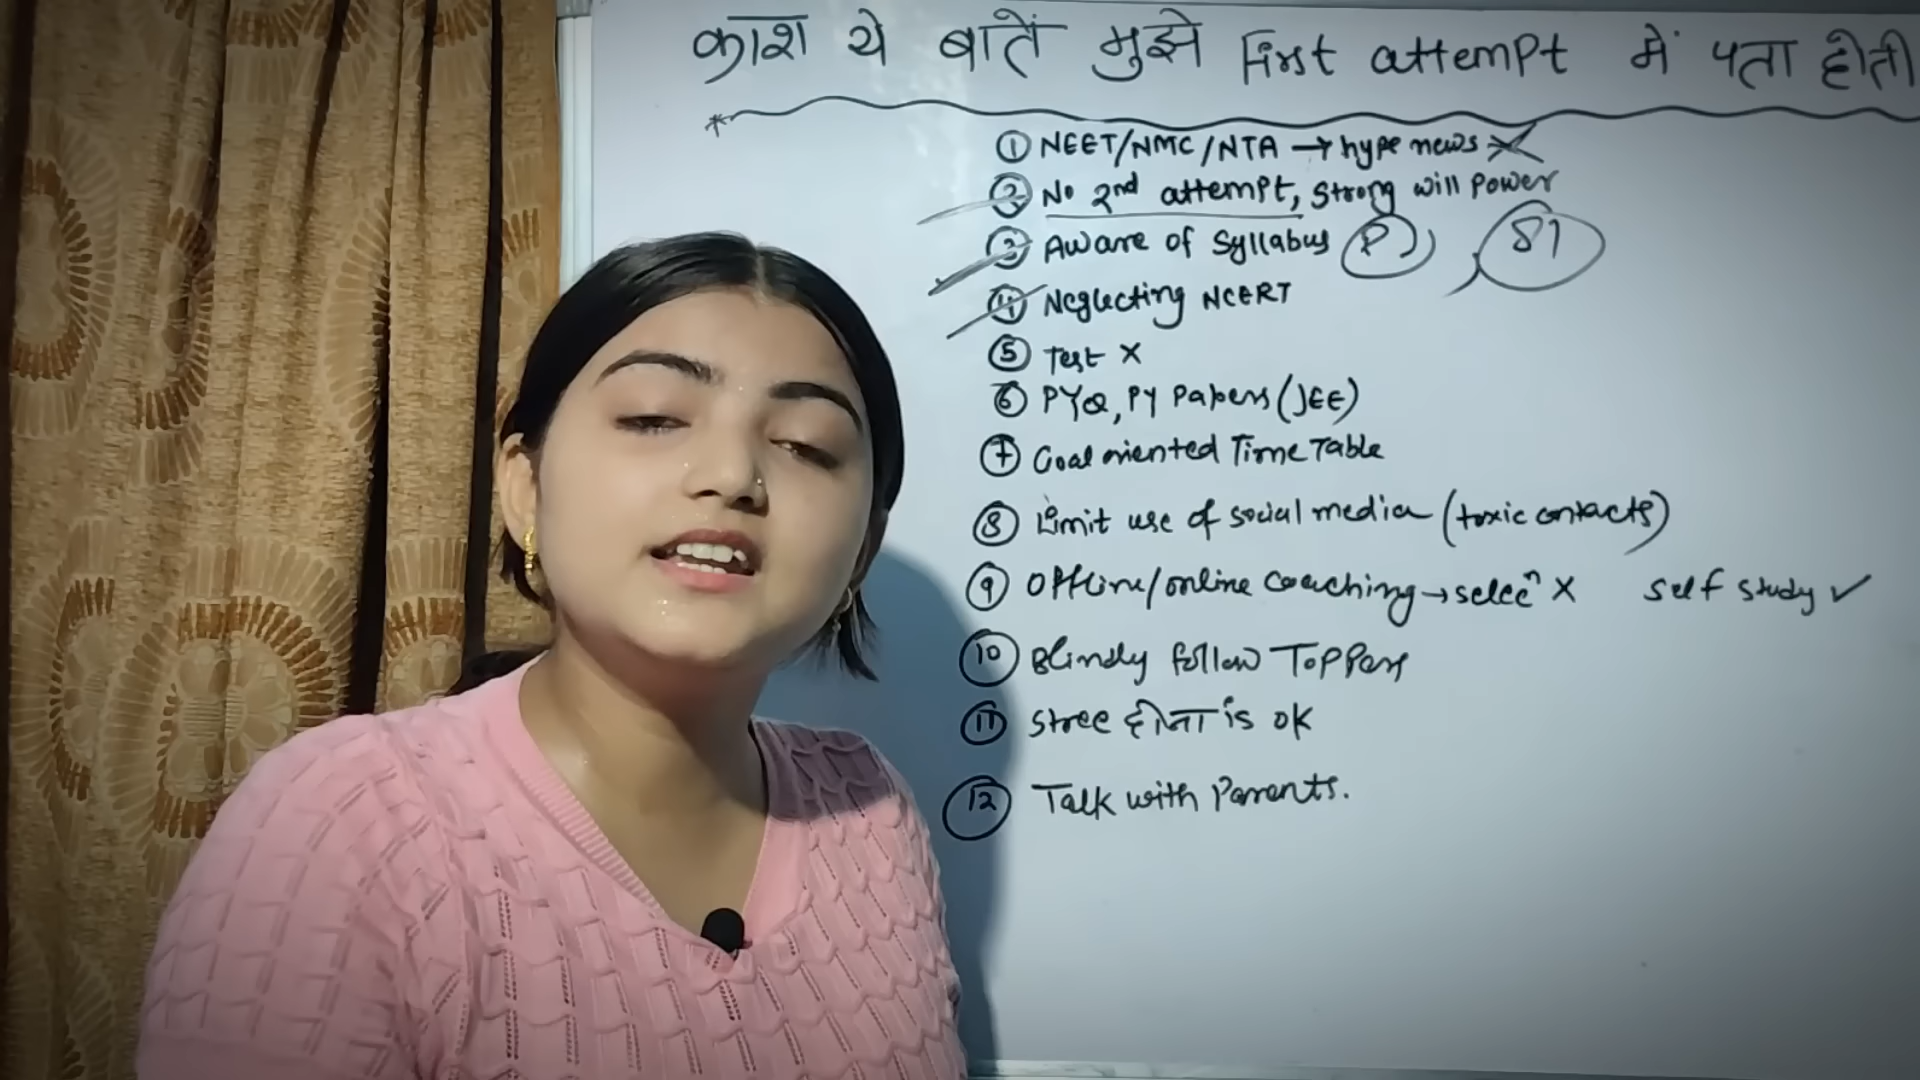 काश ये बातें मुझे First attempt में पता होती
① NEET/NMC/NTA → hype news ✗
② No 2nd attempt, Strong will Power
③ Aware of Syllabus P 81
④ Neglecting NCERT
⑤ Test ✗
⑥ PYQ, PY Papers (JEE)
⑦ Goal oriented Time Table
⑧ Limit use of social media (toxic contacts)
⑨ Offline/online coaching → selecⁿ ✗ Self Study ✓
⑩ Blindly follow Toppers
⑪ Stree होना is ok
⑫ Talk with Parents.